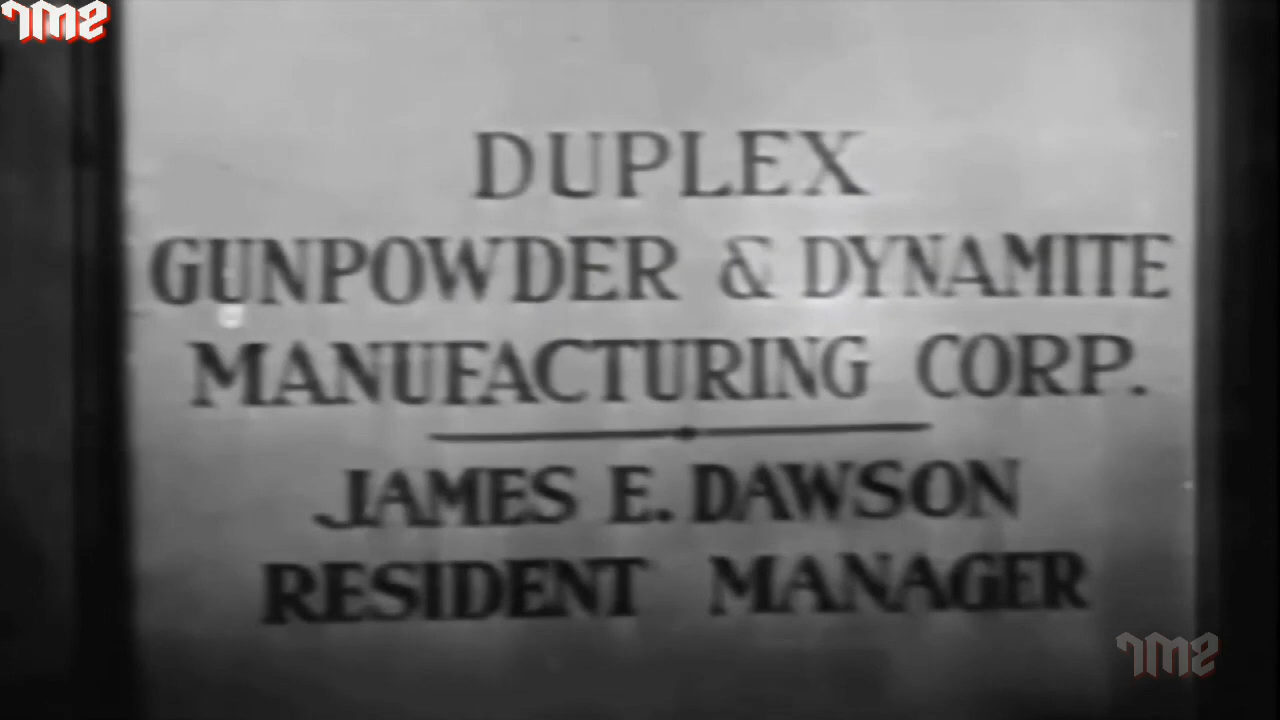 DUPLEX
GUNPOWDER & DYNAMITE
MANUFACTURING CORP.
JAMES E. DAWSON
RESIDENT MANAGER